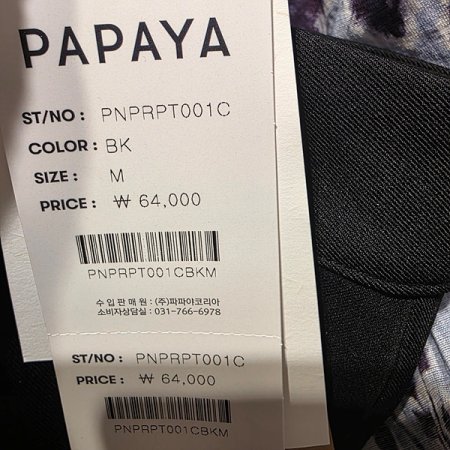 PAPAYA
ST/NO : PNPRPT001C
COLOR : BK
SIZE : M
PRICE : ₩ 64,000
PNPRPT001CBKM
수 입 판 매 원 : (주)파파야코리아
소비자상담실 : 031-766-6978
ST/NO : PNPRPT001C
PRICE : ₩ 64,000
PNPRPT001CBKM